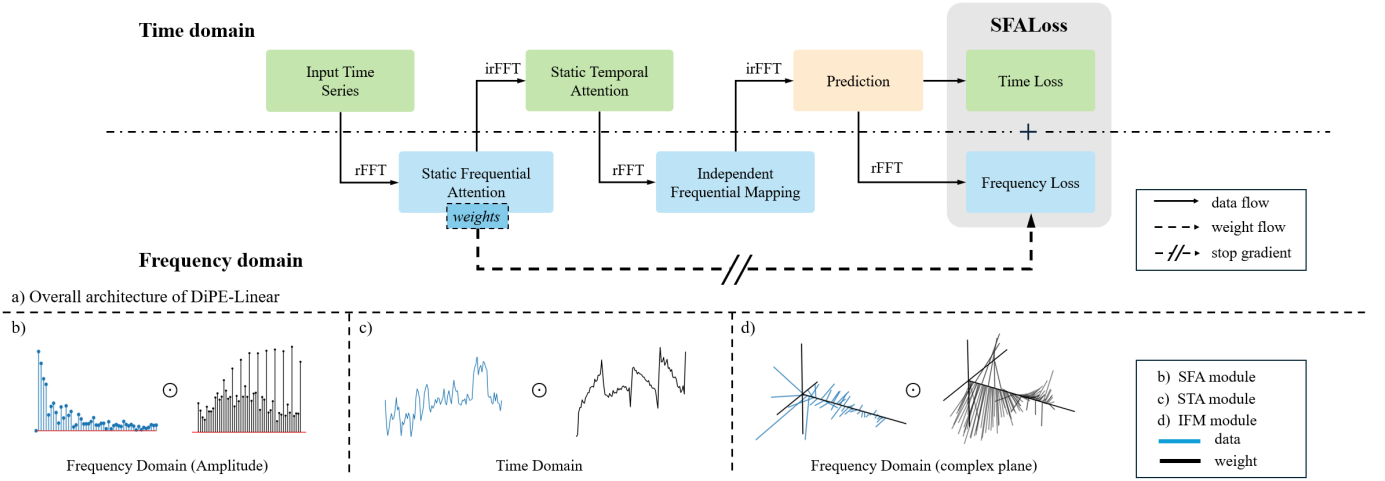 Time domain
SFALoss
Input Time
Series
irFFT
Static Temporal
Attention
irFFT
Prediction
Time Loss
+
rFFT
Static Frequential
Attention
weights
rFFT
Independent
Frequential Mapping
rFFT
Frequency Loss
data flow
weight flow
stop gradient
Frequency domain
a) Overall architecture of DiPE-Linear
b)
c)
d)
Frequency Domain (Amplitude)
Time Domain
Frequency Domain (complex plane)
b) SFA module
c) STA module
d) IFM module
data
weight